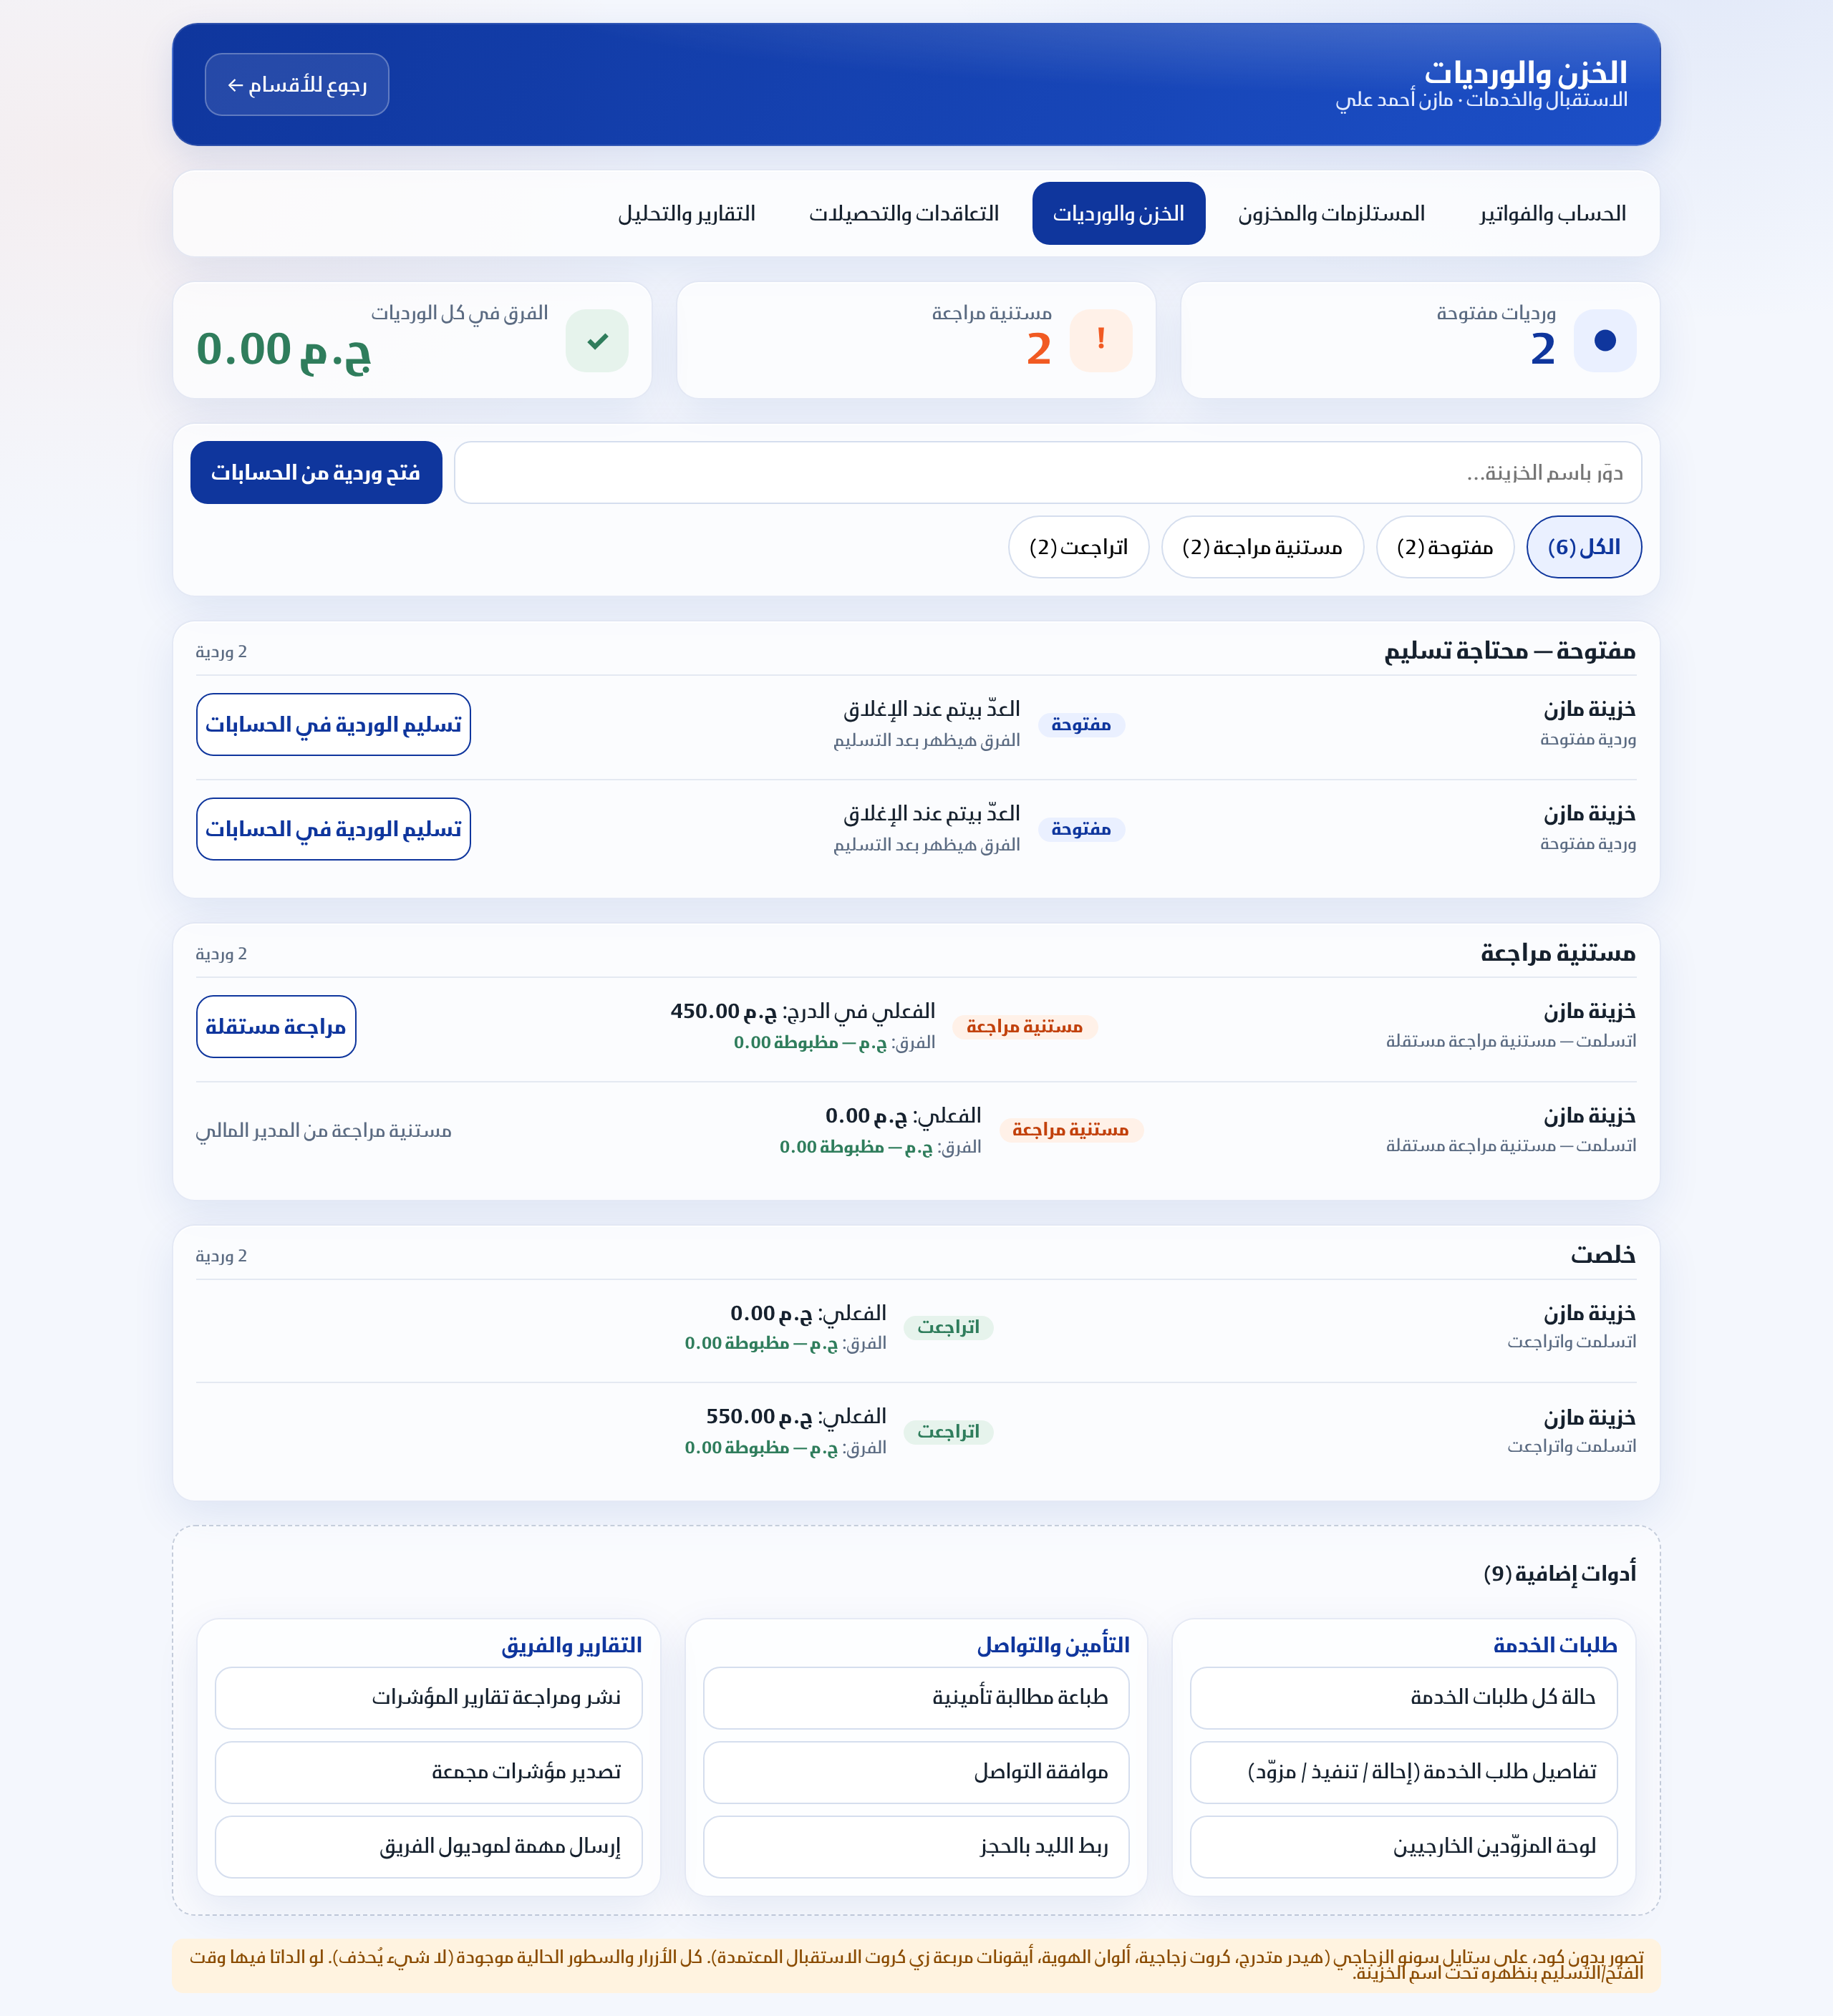 الخزن والورديات
الاستقبال والخدمات · مازن أحمد علي
رجوع للأقسام ←
الحساب والفواتير
المستلزمات والمخزون
الخزن والورديات
التعاقدات والتحصيلات
التقارير والتحليل
ورديات مفتوحة
2
!
مستنية مراجعة
2
✓
الفرق في كل الورديات
ج.م 0.00
دوّر باسم الخزينة...
فتح وردية من الحسابات
الكل (6)
مفتوحة (2)
مستنية مراجعة (2)
اتراجعت (2)
مفتوحة — محتاجة تسليم
2 وردية
خزينة مازن
وردية مفتوحة
مفتوحة
العدّ بيتم عند الإغلاق
الفرق هيظهر بعد التسليم
تسليم الوردية في الحسابات
خزينة مازن
وردية مفتوحة
مفتوحة
العدّ بيتم عند الإغلاق
الفرق هيظهر بعد التسليم
تسليم الوردية في الحسابات
مستنية مراجعة
2 وردية
خزينة مازن
اتسلمت — مستنية مراجعة مستقلة
مستنية مراجعة
الفعلي في الدرج: ج.م 450.00
الفرق: ج.م — مظبوطة 0.00
مراجعة مستقلة
خزينة مازن
اتسلمت — مستنية مراجعة مستقلة
مستنية مراجعة
الفعلي: ج.م 0.00
الفرق: ج.م — مظبوطة 0.00
مستنية مراجعة من المدير المالي
خلصت
2 وردية
خزينة مازن
اتسلمت واتراجعت
اتراجعت
الفعلي: ج.م 0.00
الفرق: ج.م — مظبوطة 0.00
خزينة مازن
اتسلمت واتراجعت
اتراجعت
الفعلي: ج.م 550.00
الفرق: ج.م — مظبوطة 0.00
أدوات إضافية (9)
طلبات الخدمة
حالة كل طلبات الخدمة
تفاصيل طلب الخدمة (إحالة / تنفيذ / مزوّد)
لوحة المزوّدين الخارجيين
التأمين والتواصل
طباعة مطالبة تأمينية
موافقة التواصل
ربط الليد بالحجز
التقارير والفريق
نشر ومراجعة تقارير المؤشرات
تصدير مؤشرات مجمعة
إرسال مهمة لموديول الفريق
تصور بدون كود، على ستايل سونو الزجاجي (هيدر متدرج، كروت زجاجية، ألوان الهوية، أيقونات مربعة زي كروت الاستقبال المعتمدة). كل الأزرار والسطور الحالية موجودة (لا شيء يُحذف). لو الداتا فيها وقت
الفتح/التسليم بنظهره تحت اسم الخزينة.